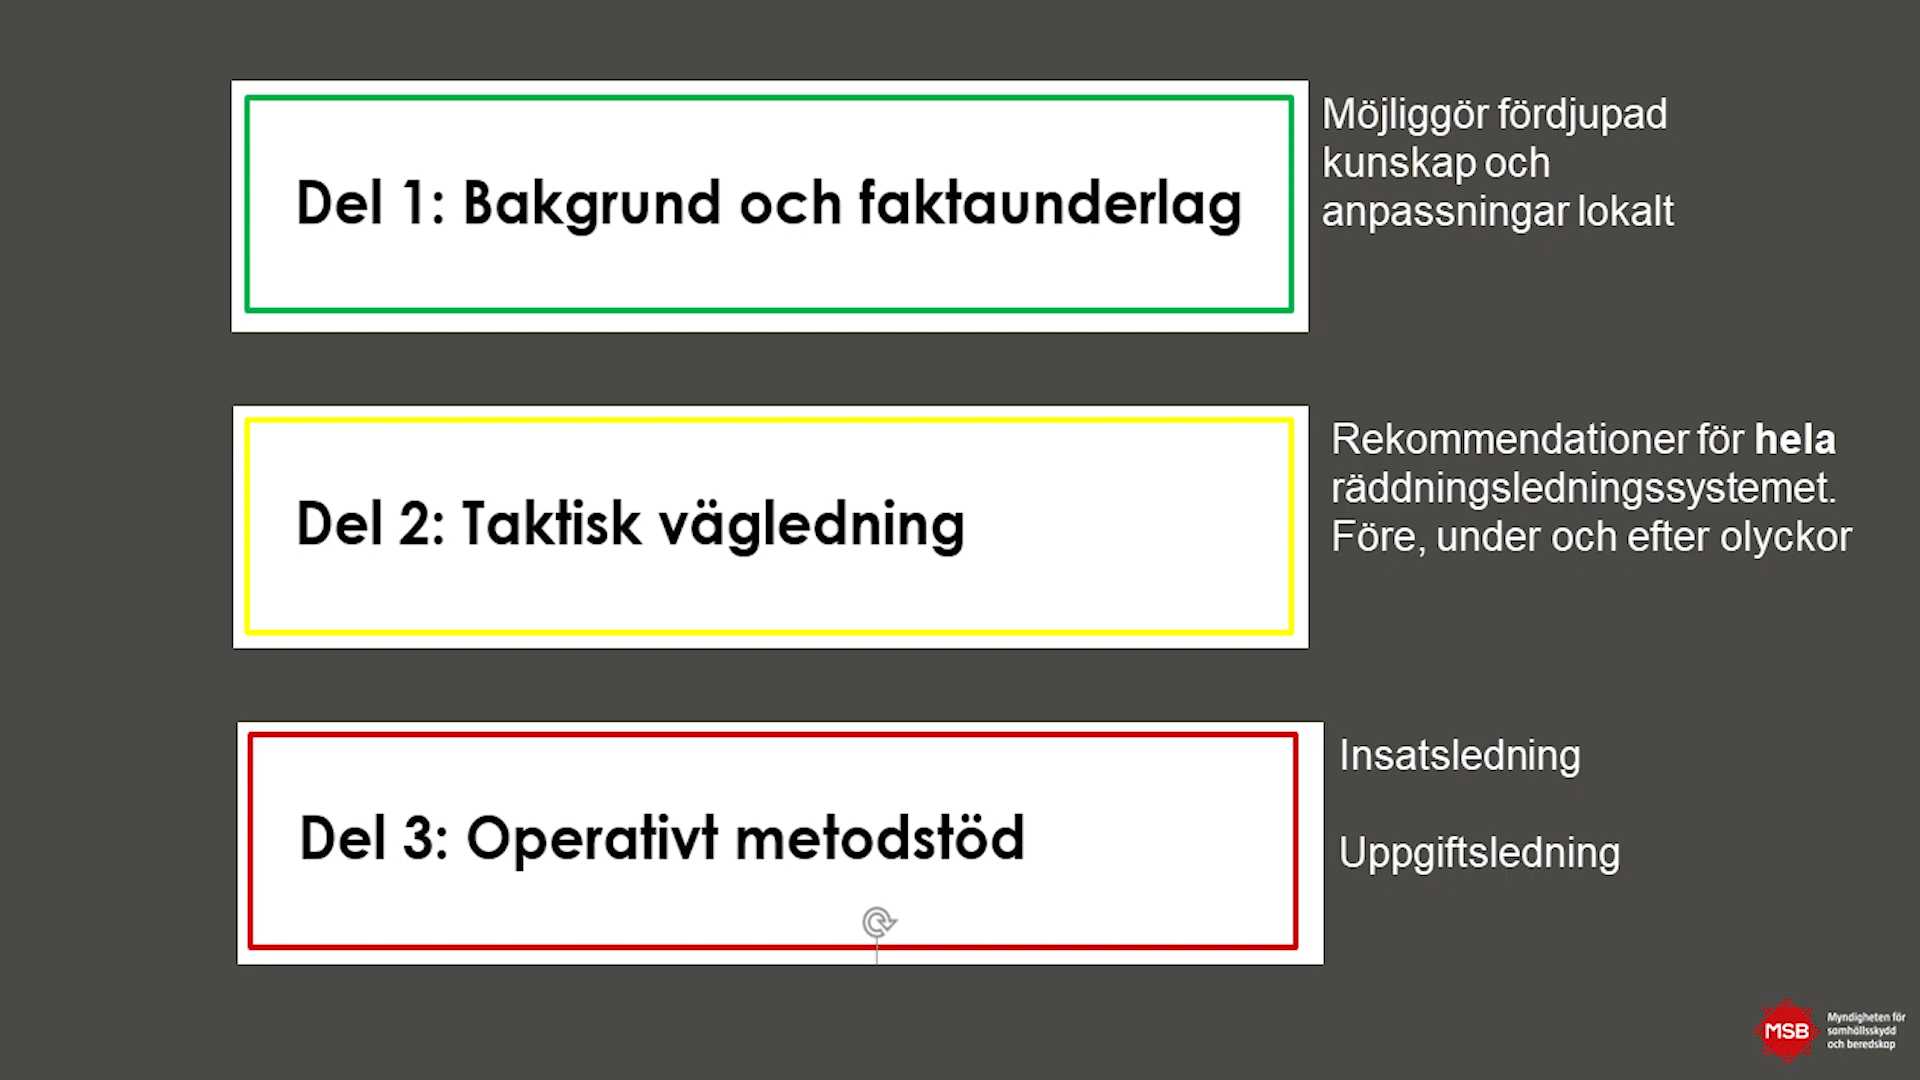 Del 1: Bakgrund och faktaunderlag
Möjliggör fördjupad
kunskap och
anpassningar lokalt
Del 2: Taktisk vägledning
Rekommendationer för hela
räddningsledningssystemet.
Före, under och efter olyckor
Del 3: Operativt metodstöd
Insatsledning
Uppgiftsledning
MSB
Myndigheten för
samhällsskydd
och beredskap